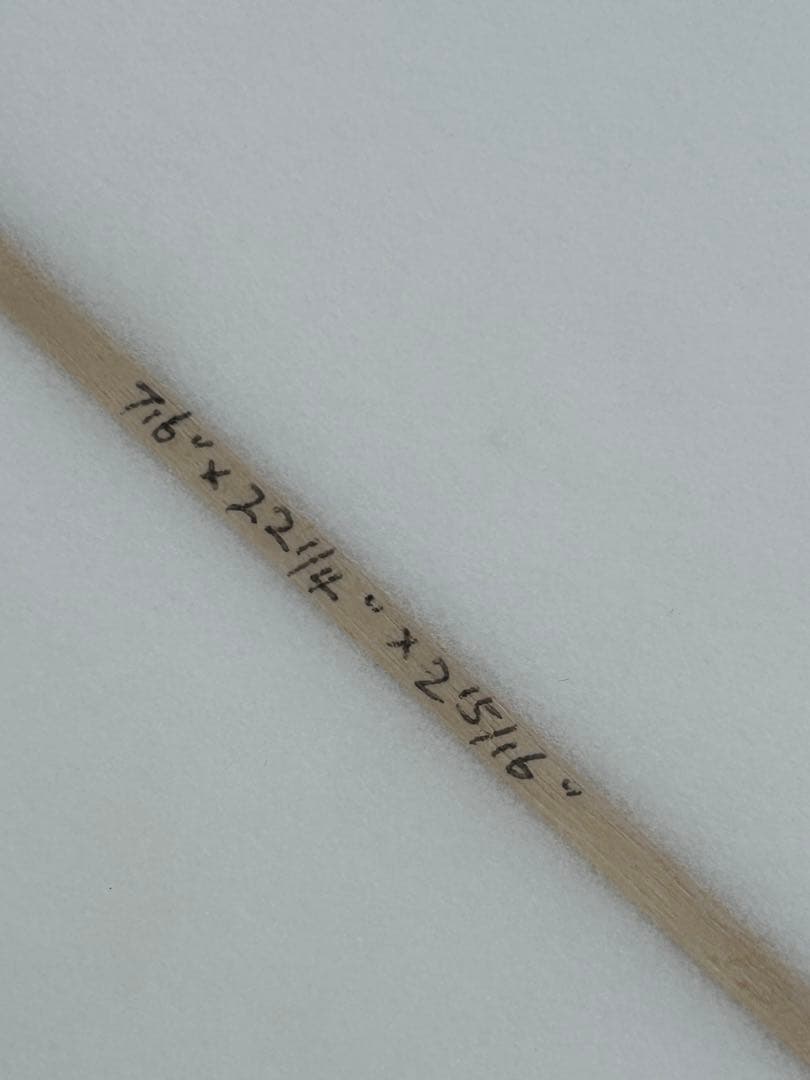 7'6" x 22 1/4" x 2 15/16"